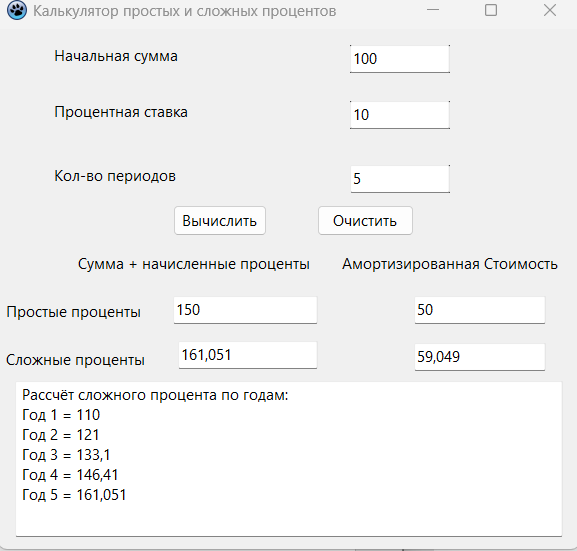 Калькулятор простых и сложных процентов
Начальная сумма 100
Процентная ставка 10
Кол-во периодов 5
Вычислить Очистить
Сумма + начисленные проценты Амортизированная Стоимость
Простые проценты 150 50
Сложные проценты 161,051 59,049
Рассчёт сложного процента по годам:
Год 1 = 110
Год 2 = 121
Год 3 = 133,1
Год 4 = 146,41
Год 5 = 161,051